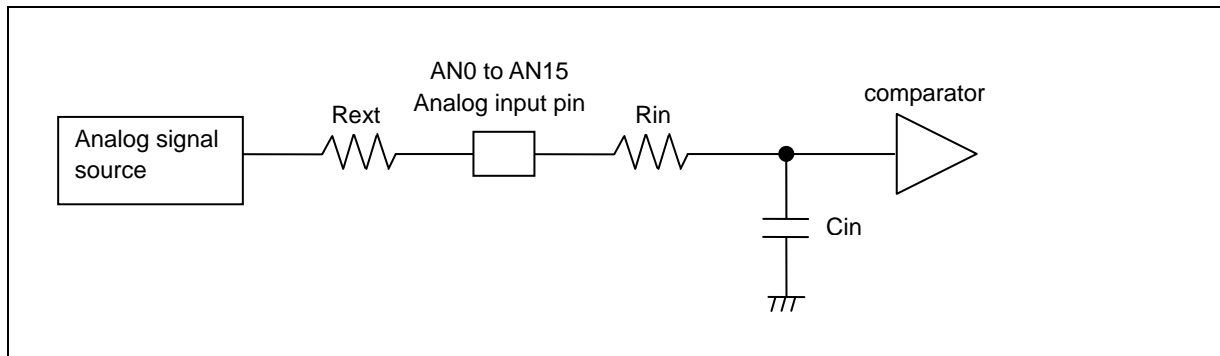 AN0 to AN15
Analog input pin
comparator
Rext
Rin
Analog signal
source
Cin